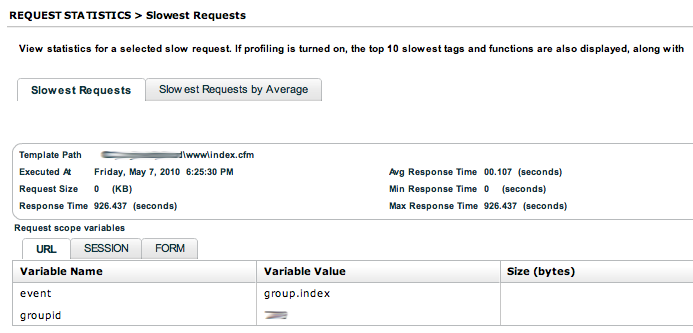 REQUEST STATISTICS > Slowest Requests
View statistics for a selected slow request. If profiling is turned on, the top 10 slowest tags and functions are also displayed, along with
Slowest Requests Slowest Requests by Average
Template Path d\www\index.cfm
Executed At Friday, May 7, 2010 6:25:30 PM Avg Response Time 00.107 (seconds)
Request Size 0 (KB) Min Response Time 0 (seconds)
Response Time 926.437 (seconds) Max Response Time 926.437 (seconds)
Request scope variables
URL SESSION FORM
Variable Name Variable Value Size (bytes)
event group.index
groupid